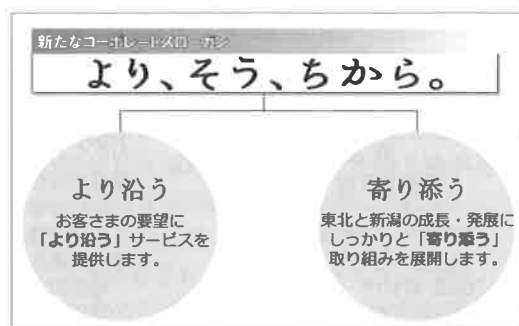 新たなコーポレートスローガン
より、そう、ちから。
より沿う
お客さまの要望に
「より沿う」サービスを
提供します。
寄り添う
東北と新潟の成長・発展に
しっかりと「寄り添う」
取り組みを展開します。